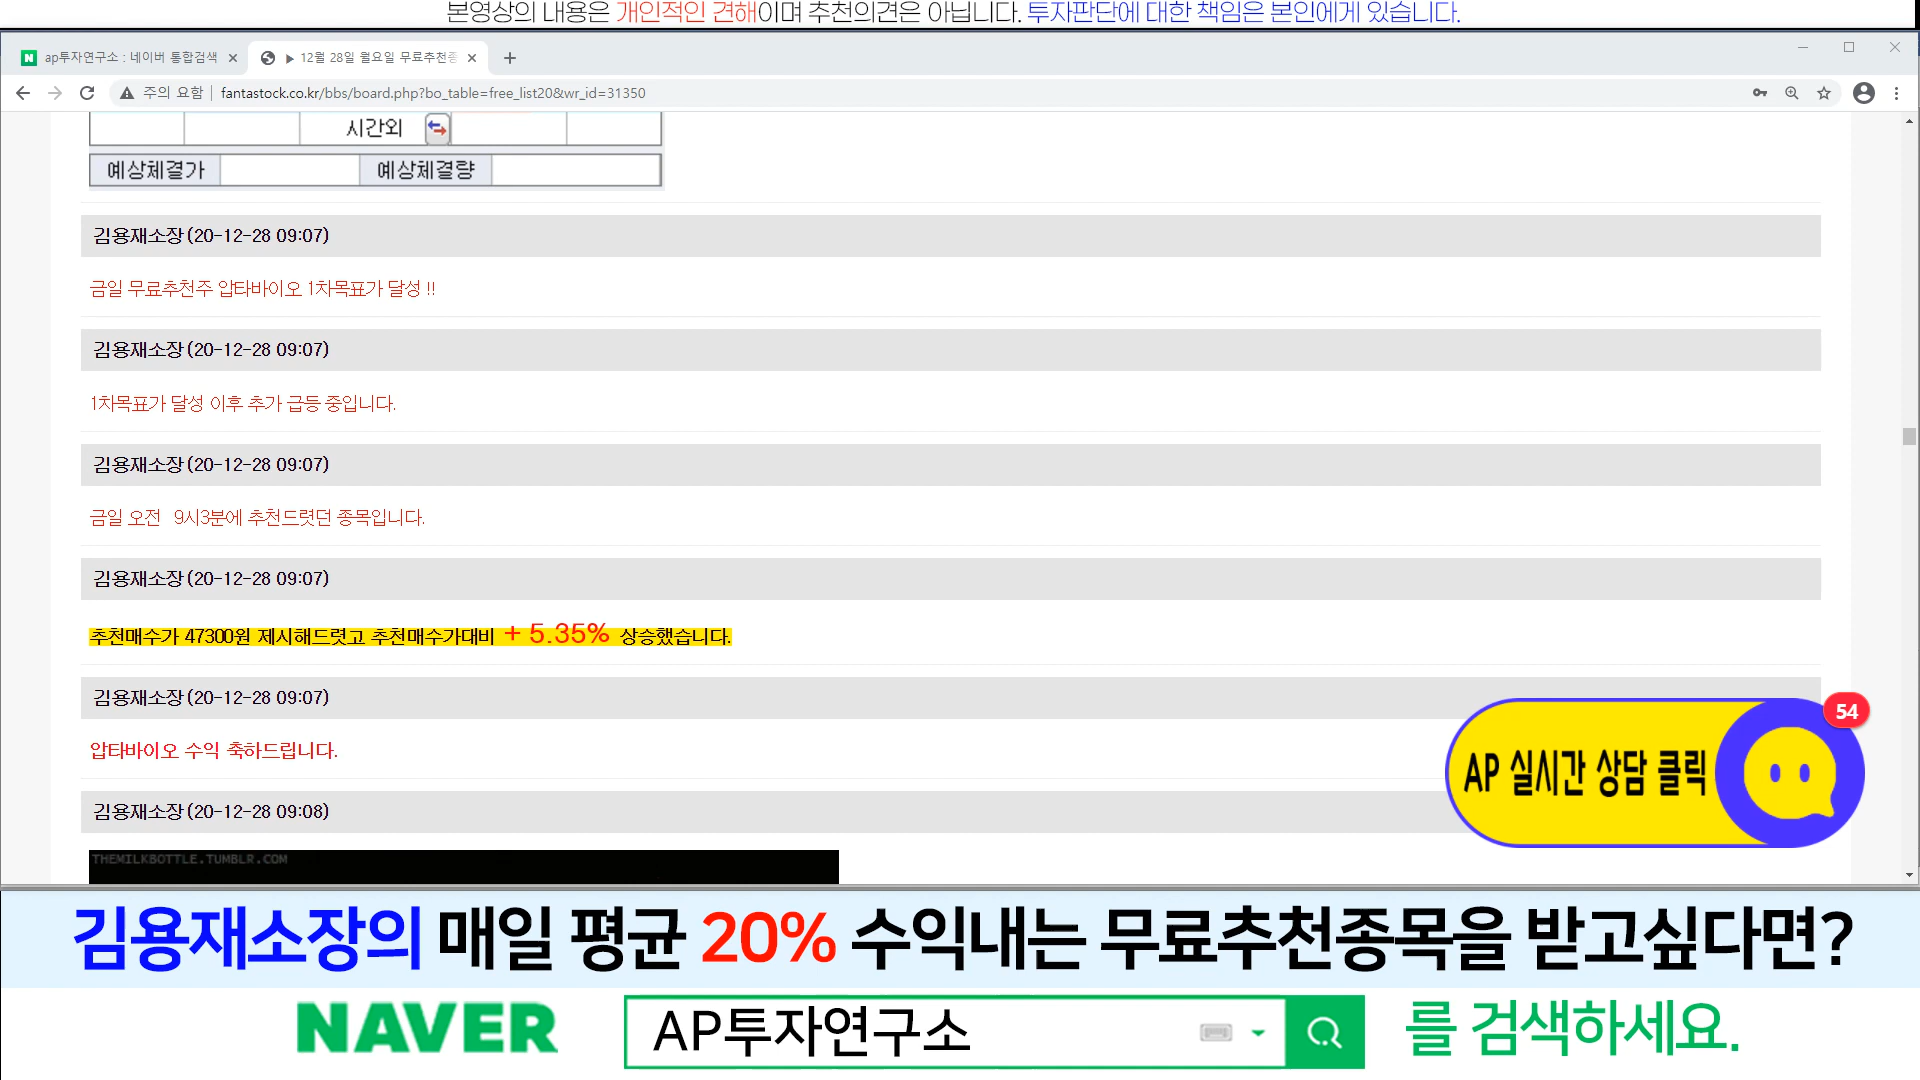 본영상의 내용은 개인적인 견해이며 추천의견은 아닙니다. 투자판단에 대한 책임은 본인에게 있습니다.
ap투자연구소 : 네이버 통합검색
▶ 12월 28일 월요일 무료추천종
주의 요함 | fantastock.co.kr/bbs/board.php?bo_table=free_list20&wr_id=31350
시간외
예상체결가 예상체결량
김용재소장(20-12-28 09:07)
금일 무료추천주 압타바이오 1차목표가 달성 !!
김용재소장(20-12-28 09:07)
1차목표가 달성 이후 추가 급등 중입니다.
김용재소장(20-12-28 09:07)
금일 오전 9시3분에 추천드렷던 종목입니다.
김용재소장(20-12-28 09:07)
추천매수가 47300원 제시해드렷고 추천매수가대비 + 5.35% 상승했습니다.
김용재소장(20-12-28 09:07)
압타바이오 수익 축하드립니다.
김용재소장(20-12-28 09:08)
THEMILKBOTTLE.TUMBLR.COM
54
AP 실시간 상담 클릭
김용재소장의 매일 평균 20% 수익내는 무료추천종목을 받고싶다면?
NAVER AP투자연구소 를 검색하세요.